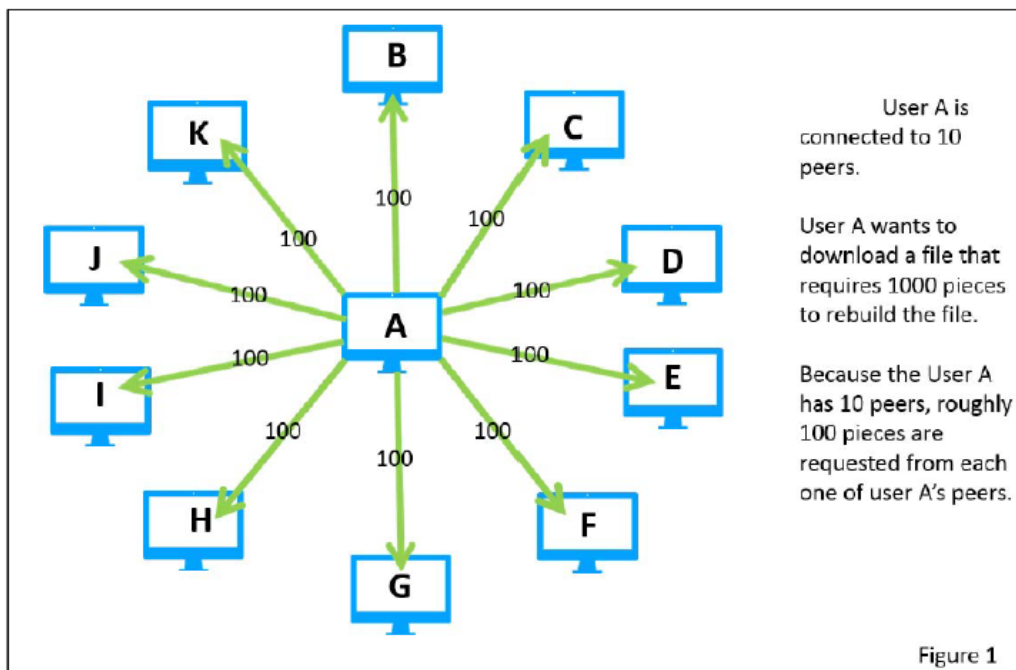 B
K
C
100
100
100
J
D
100
100
A
100
100
I
E
100
100
100
H
F
G
User A is
connected to 10
peers.
User A wants to
download a file that
requires 1000 pieces
to rebuild the file.
Because the User A
has 10 peers, roughly
100 pieces are
requested from each
one of user A's peers.
Figure 1